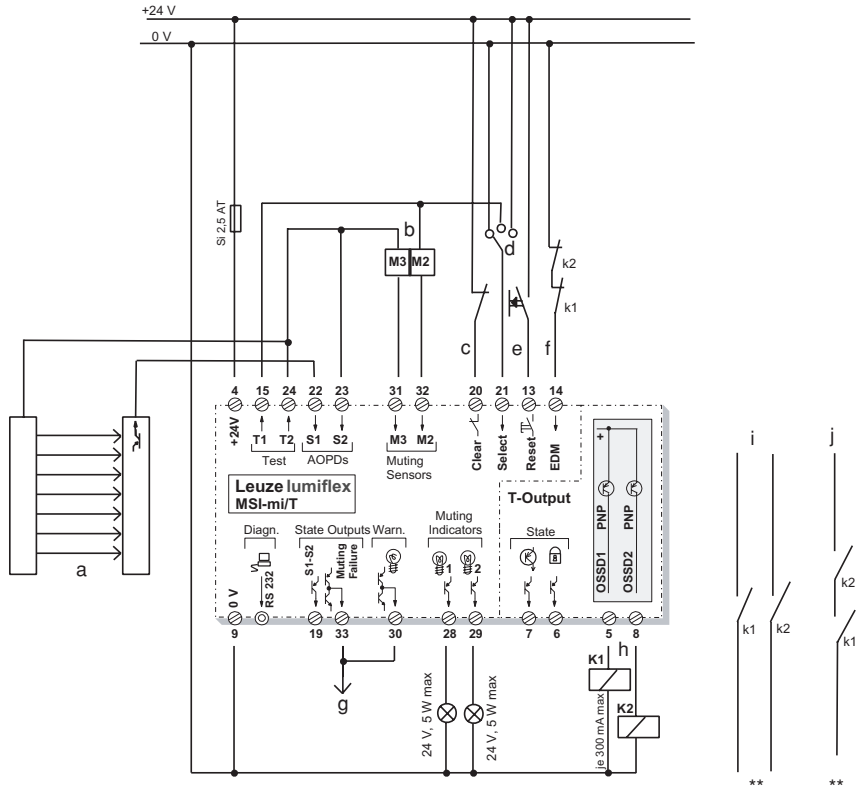 +24 V
0 V
Si 2,5 AT
b
M3 M2
d
k2
k1
c
e
f
4 15 24 22 23 31 32 20 21 13 14
+24V
T1 T2 S1 S2 M3 M2
Test AOPDs Muting
Sensors
Clear
Select
Reset
EDM
+
Leuze lumiflex
MSI-mi/T
T-Output
PNP PNP
OSSD1 OSSD2
Diagn. State Outputs Warn. Muting
Indicators
State
1 2
0 V
RS 232
S1-S2
Muting
Failure
9 19 33 30 28 29 7 6 5 8
a
g
h
K1
K2
24 V, 5 W max
24 V, 5 W max
je 300 mA max
i
j
k1
k2
k2
k1
** **